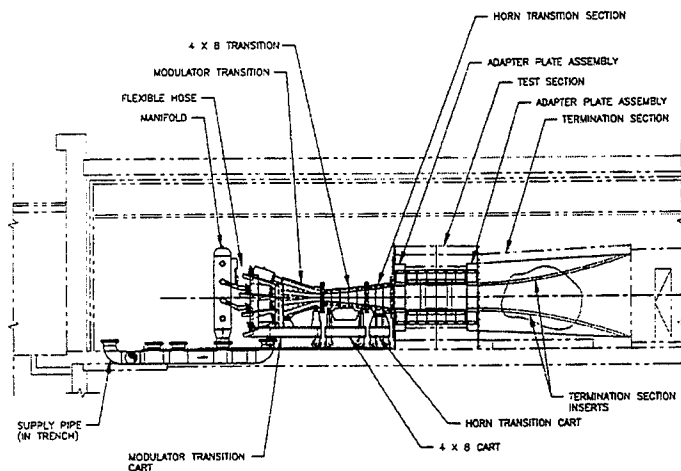 HORN TRANSITION SECTION
4 X 8 TRANSITION
ADAPTER PLATE ASSEMBLY
MODULATOR TRANSITION
TEST SECTION
FLEXIBLE HOSE
ADAPTER PLATE ASSEMBLY
MANIFOLD
TERMINATION SECTION
TERMINATION SECTION
INSERTS
SUPPLY PIPE
(IN TRENCH)
HORN TRANSITION CART
4 X 8 CART
MODULATOR TRANSITION
CART